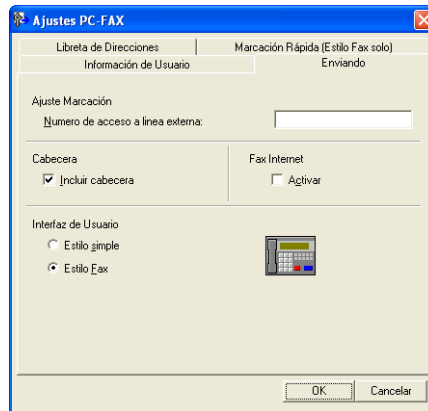 Ajustes PC-FAX
Libreta de Direcciones
Marcación Rápida (Estilo Fax solo)
Información de Usuario
Enviando
Ajuste Marcación
Numero de acceso a linea externa:
Cabecera
Fax Internet
Incluir cabecera
Activar
Interfaz de Usuario
Estilo simple
Estilo Fax
OK
Cancelar